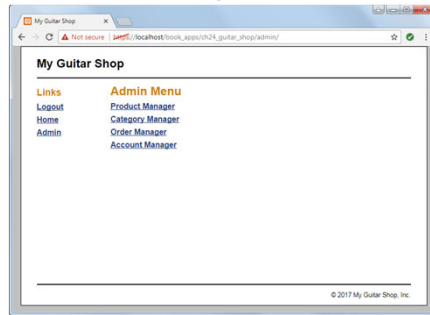 My Guitar Shop
Not secure | https://localhost/book_apps/ch24_guitar_shop/admin/
My Guitar Shop
Links
Logout
Home
Admin
Admin Menu
Product Manager
Category Manager
Order Manager
Account Manager
© 2017 My Guitar Shop, Inc.